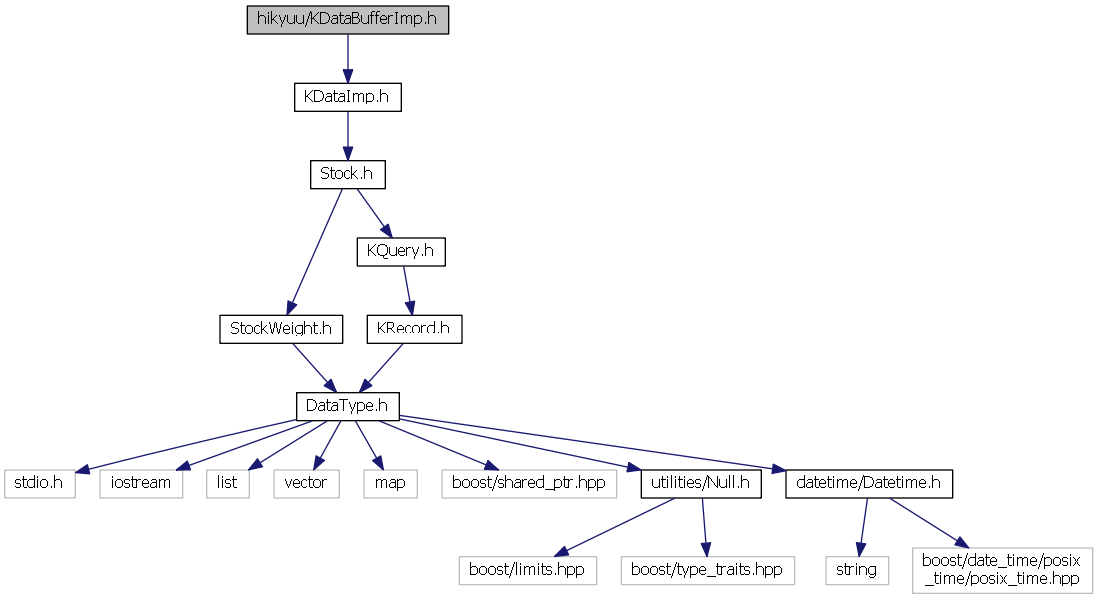 hikyuu/KDataBufferImp.h
KDataImp.h
Stock.h
KQuery.h
StockWeight.h
KRecord.h
DataType.h
stdio.h
iostream
list
vector
map
boost/shared_ptr.hpp
utilities/Null.h
datetime/Datetime.h
boost/limits.hpp
boost/type_traits.hpp
string
boost/date_time/posix
_time/posix_time.hpp